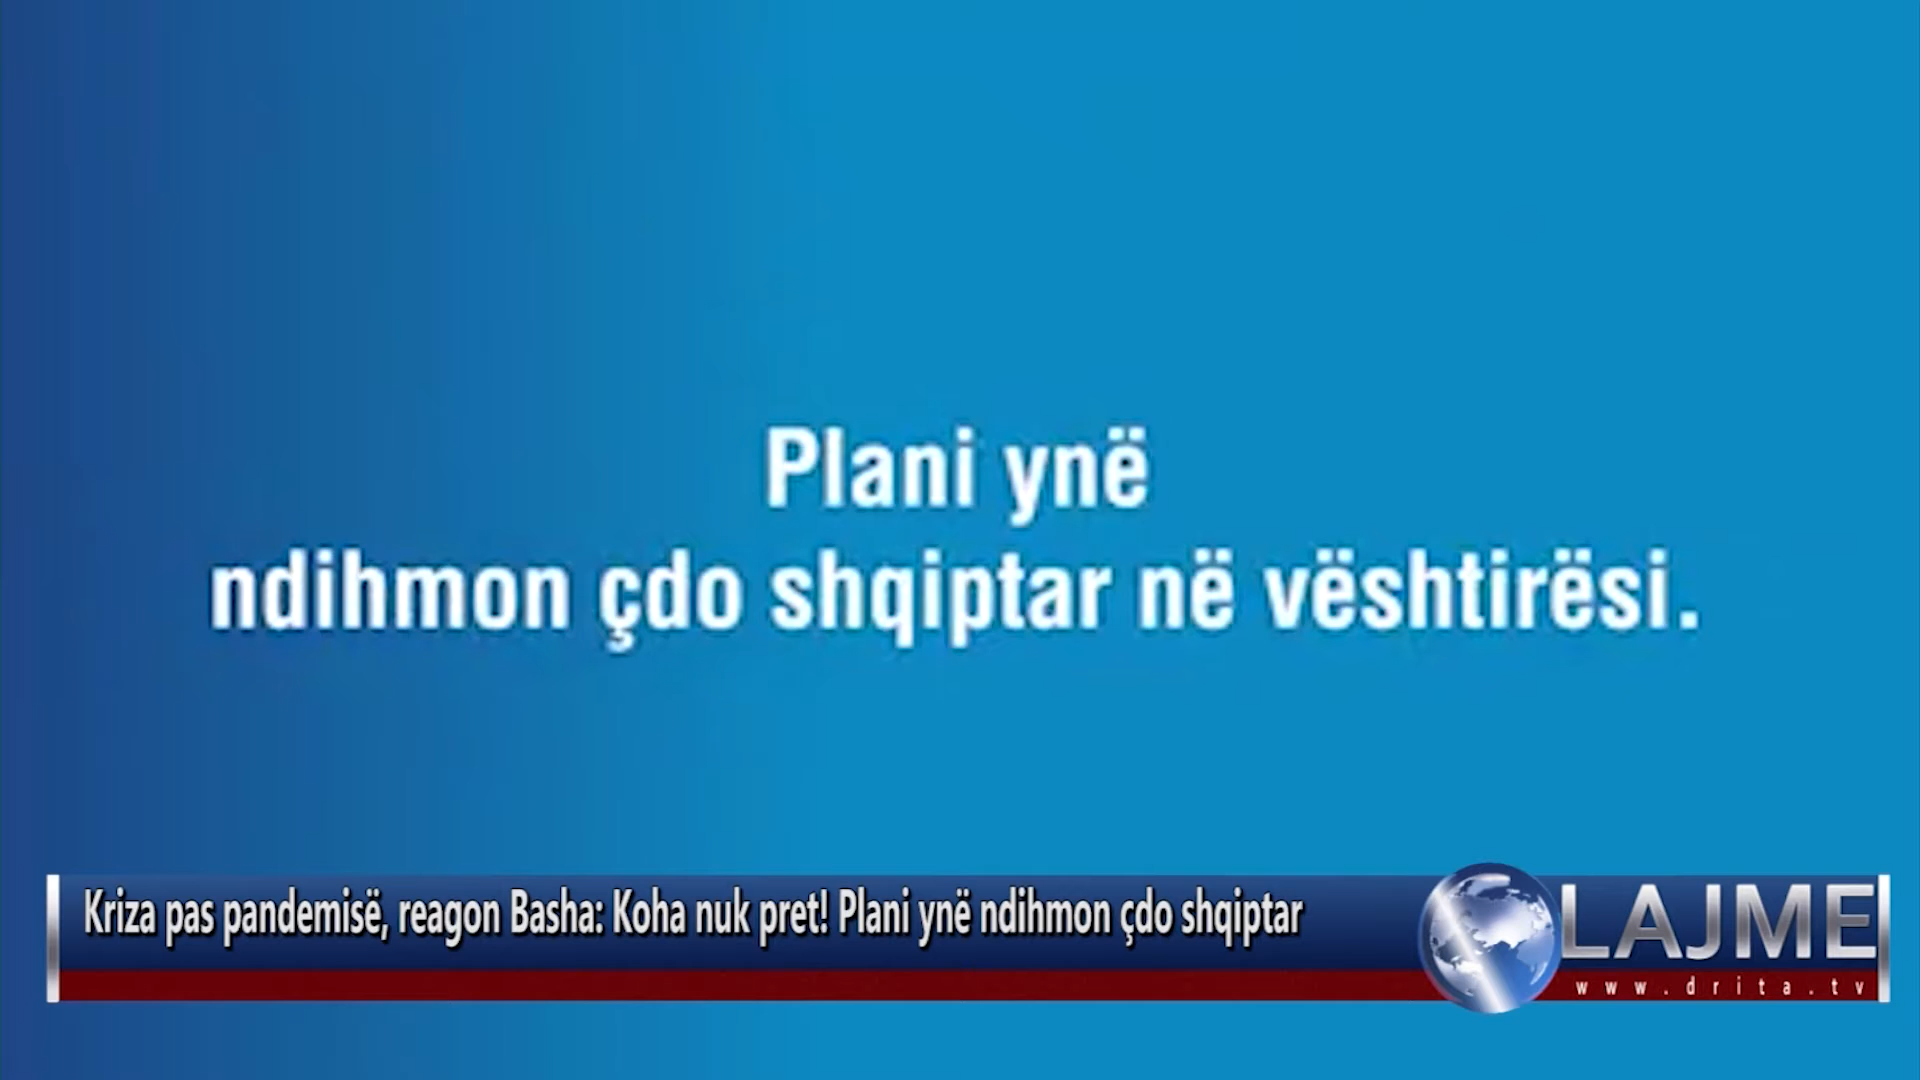 Plani ynë
ndihmon çdo shqiptar në vështirësi.
Kriza pas pandemisë, reagon Basha: Koha nuk pret! Plani ynë ndihmon çdo shqiptar
LAJME
www.drita.tv